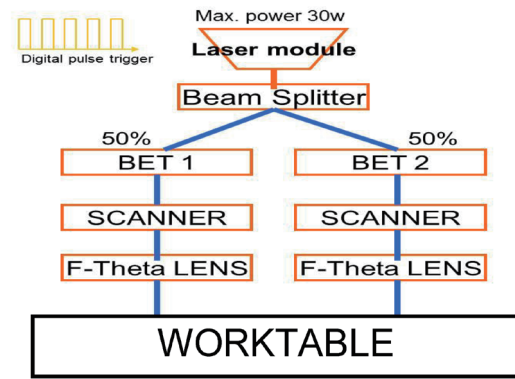 Max. power 30w
Laser module
Digital pulse trigger
Beam Splitter
50%
50%
BET 1
BET 2
SCANNER
SCANNER
F-Theta LENS
F-Theta LENS
WORKTABLE